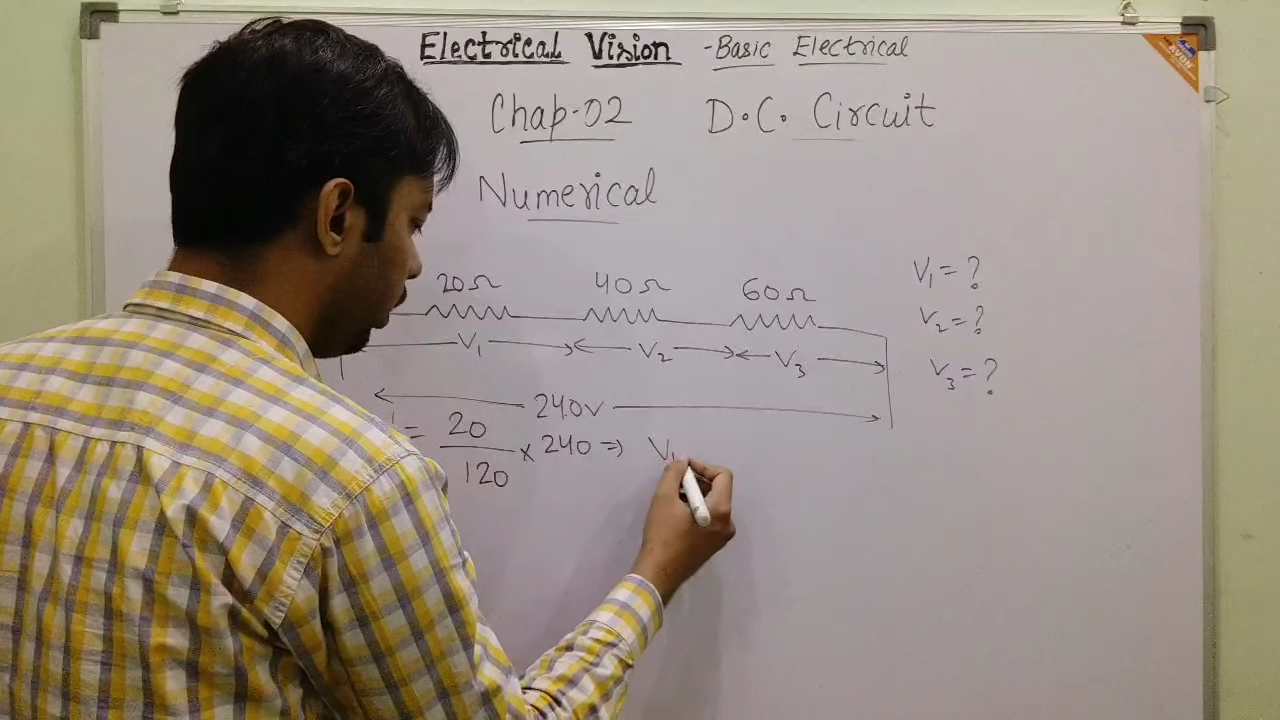 Electrical Vision - Basic Electrical
Chap-02 D.C. Circuit
Numerical
20Ω 40Ω 60Ω
V₁ V₂ V₃
V₁ = ?
V₂ = ?
V₃ = ?
240V
= 20/120 × 240 ⇒ V₁